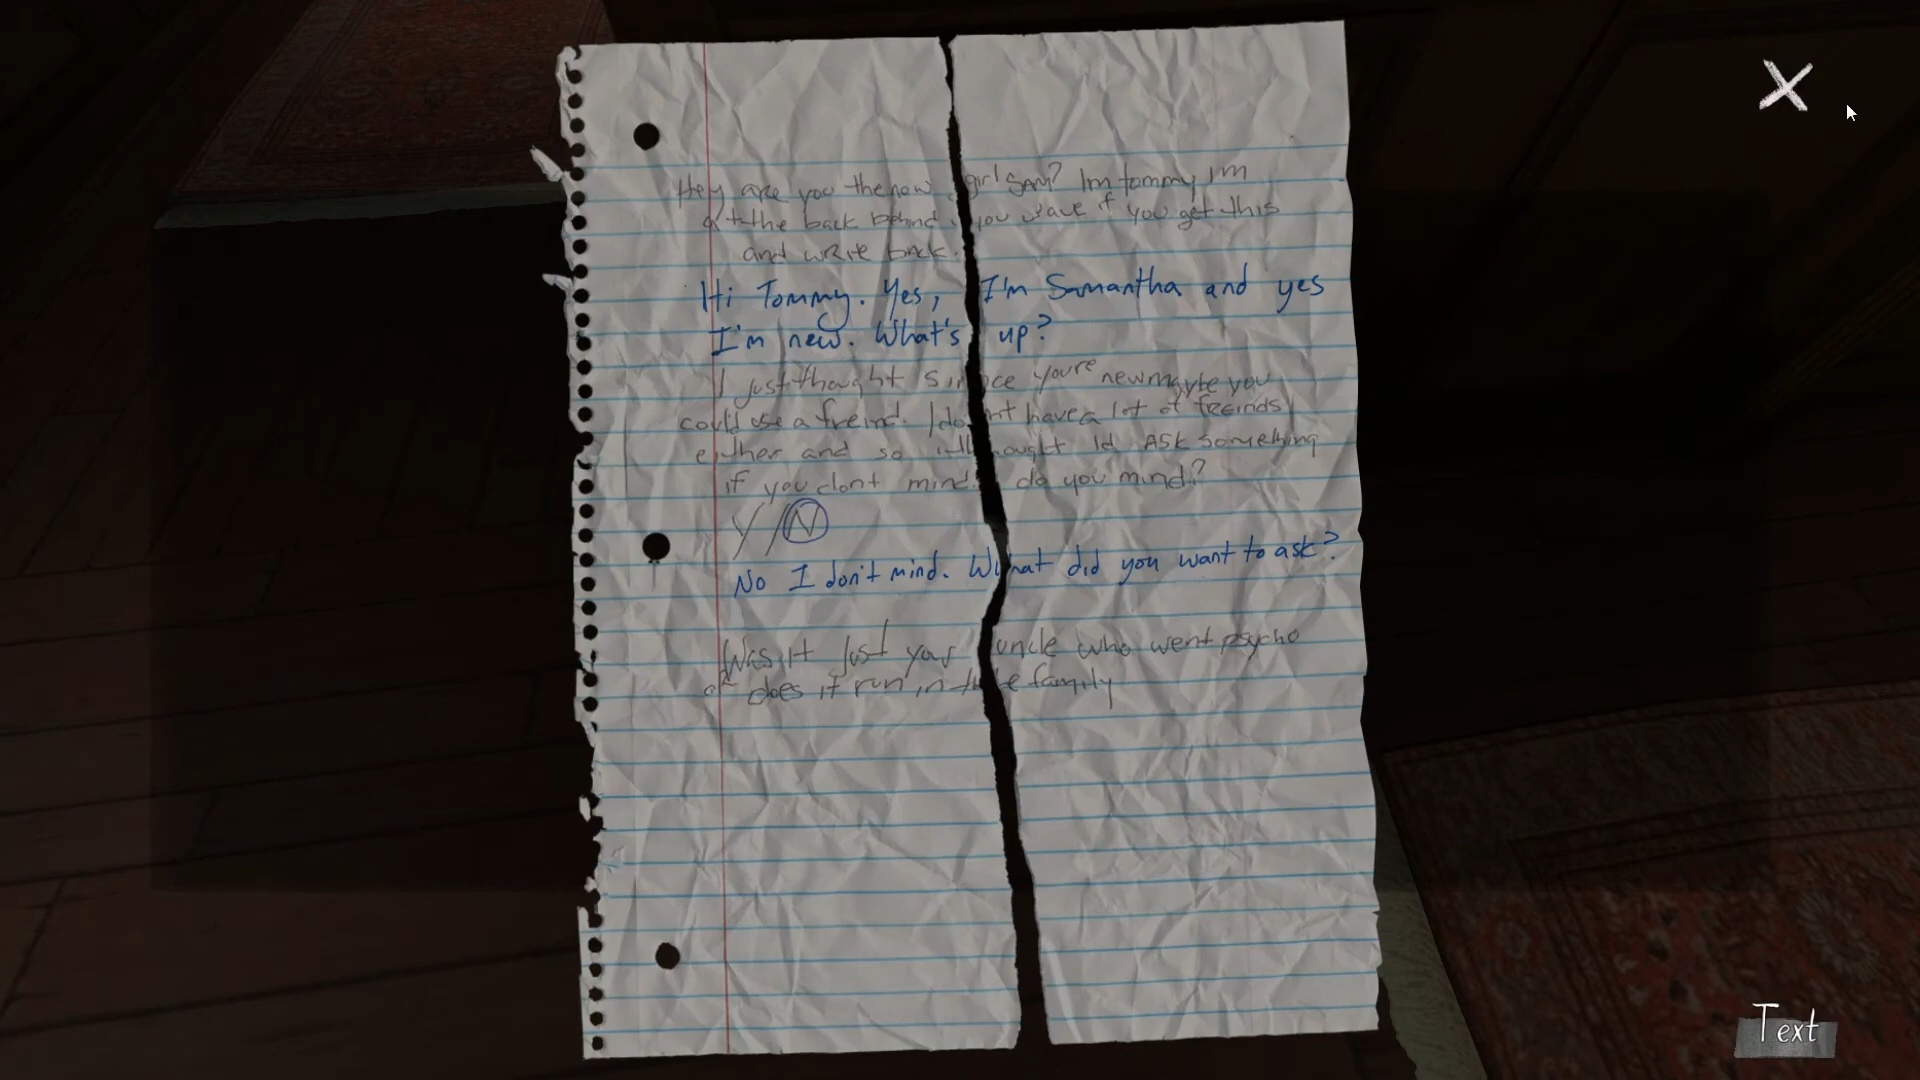 Hey are you the new girl Sam? Im tommy im
at the back behind you wave if you get this
and write back.
Hi Tommy. Yes, I'm Samantha and yes
I'm new. What's up?
I just thought since youre new maybe you
could use a freind. I dont have a lot of freinds
either and so i thought Id ASk something
if you dont mind. do you mind?
Y/N
No I don't mind. What did you want to ask?
Was it just your uncle who went psycho
or does it run in the family
Text